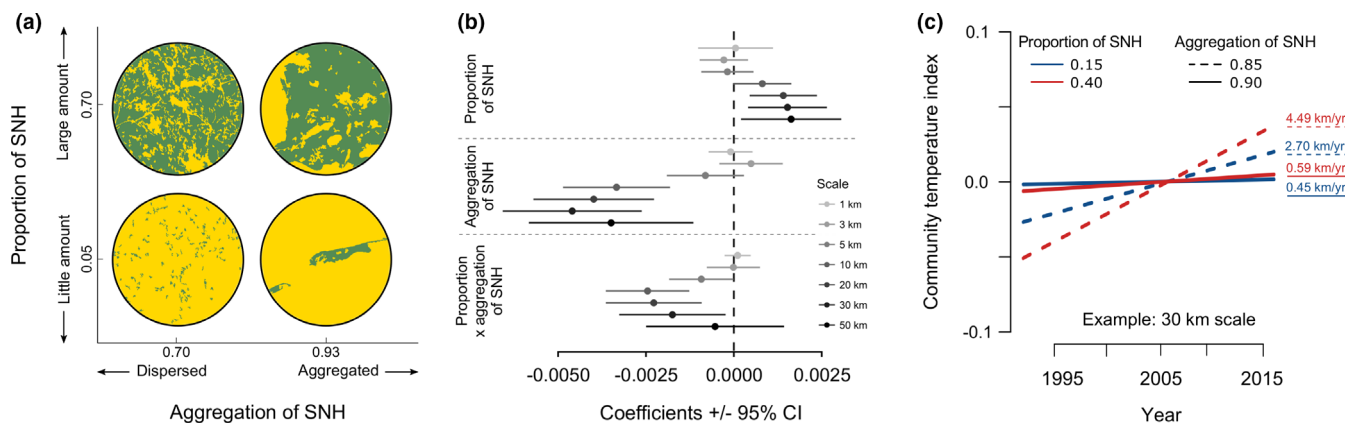 (a)
Proportion of SNH
Large amount
Little amount
0.70
0.05
0.70
0.93
Dispersed
Aggregated
Aggregation of SNH
(b)
Proportion
of SNH
Aggregation
of SNH
Proportion
x aggregation
of SNH
Scale
1 km
3 km
5 km
10 km
20 km
30 km
50 km
-0.0050
-0.0025
0.0000
0.0025
Coefficients +/- 95% CI
(c)
Community temperature index
0.1
0.0
-0.1
Proportion of SNH
0.15
0.40
Aggregation of SNH
0.85
0.90
4.49 km/yr
2.70 km/yr
0.59 km/yr
0.45 km/yr
Example: 30 km scale
1995
2005
2015
Year